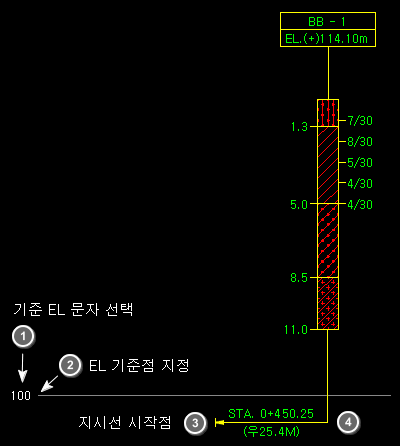 BB - 1
EL.(+)114.10m
7/30
1.3
8/30
5/30
4/30
5.0
4/30
8.5
기준 EL 문자 선택
11.0
1
2 EL 기준점 지정
100
지시선 시작점 3
STA. 0+450.25
4
(우25.4M)